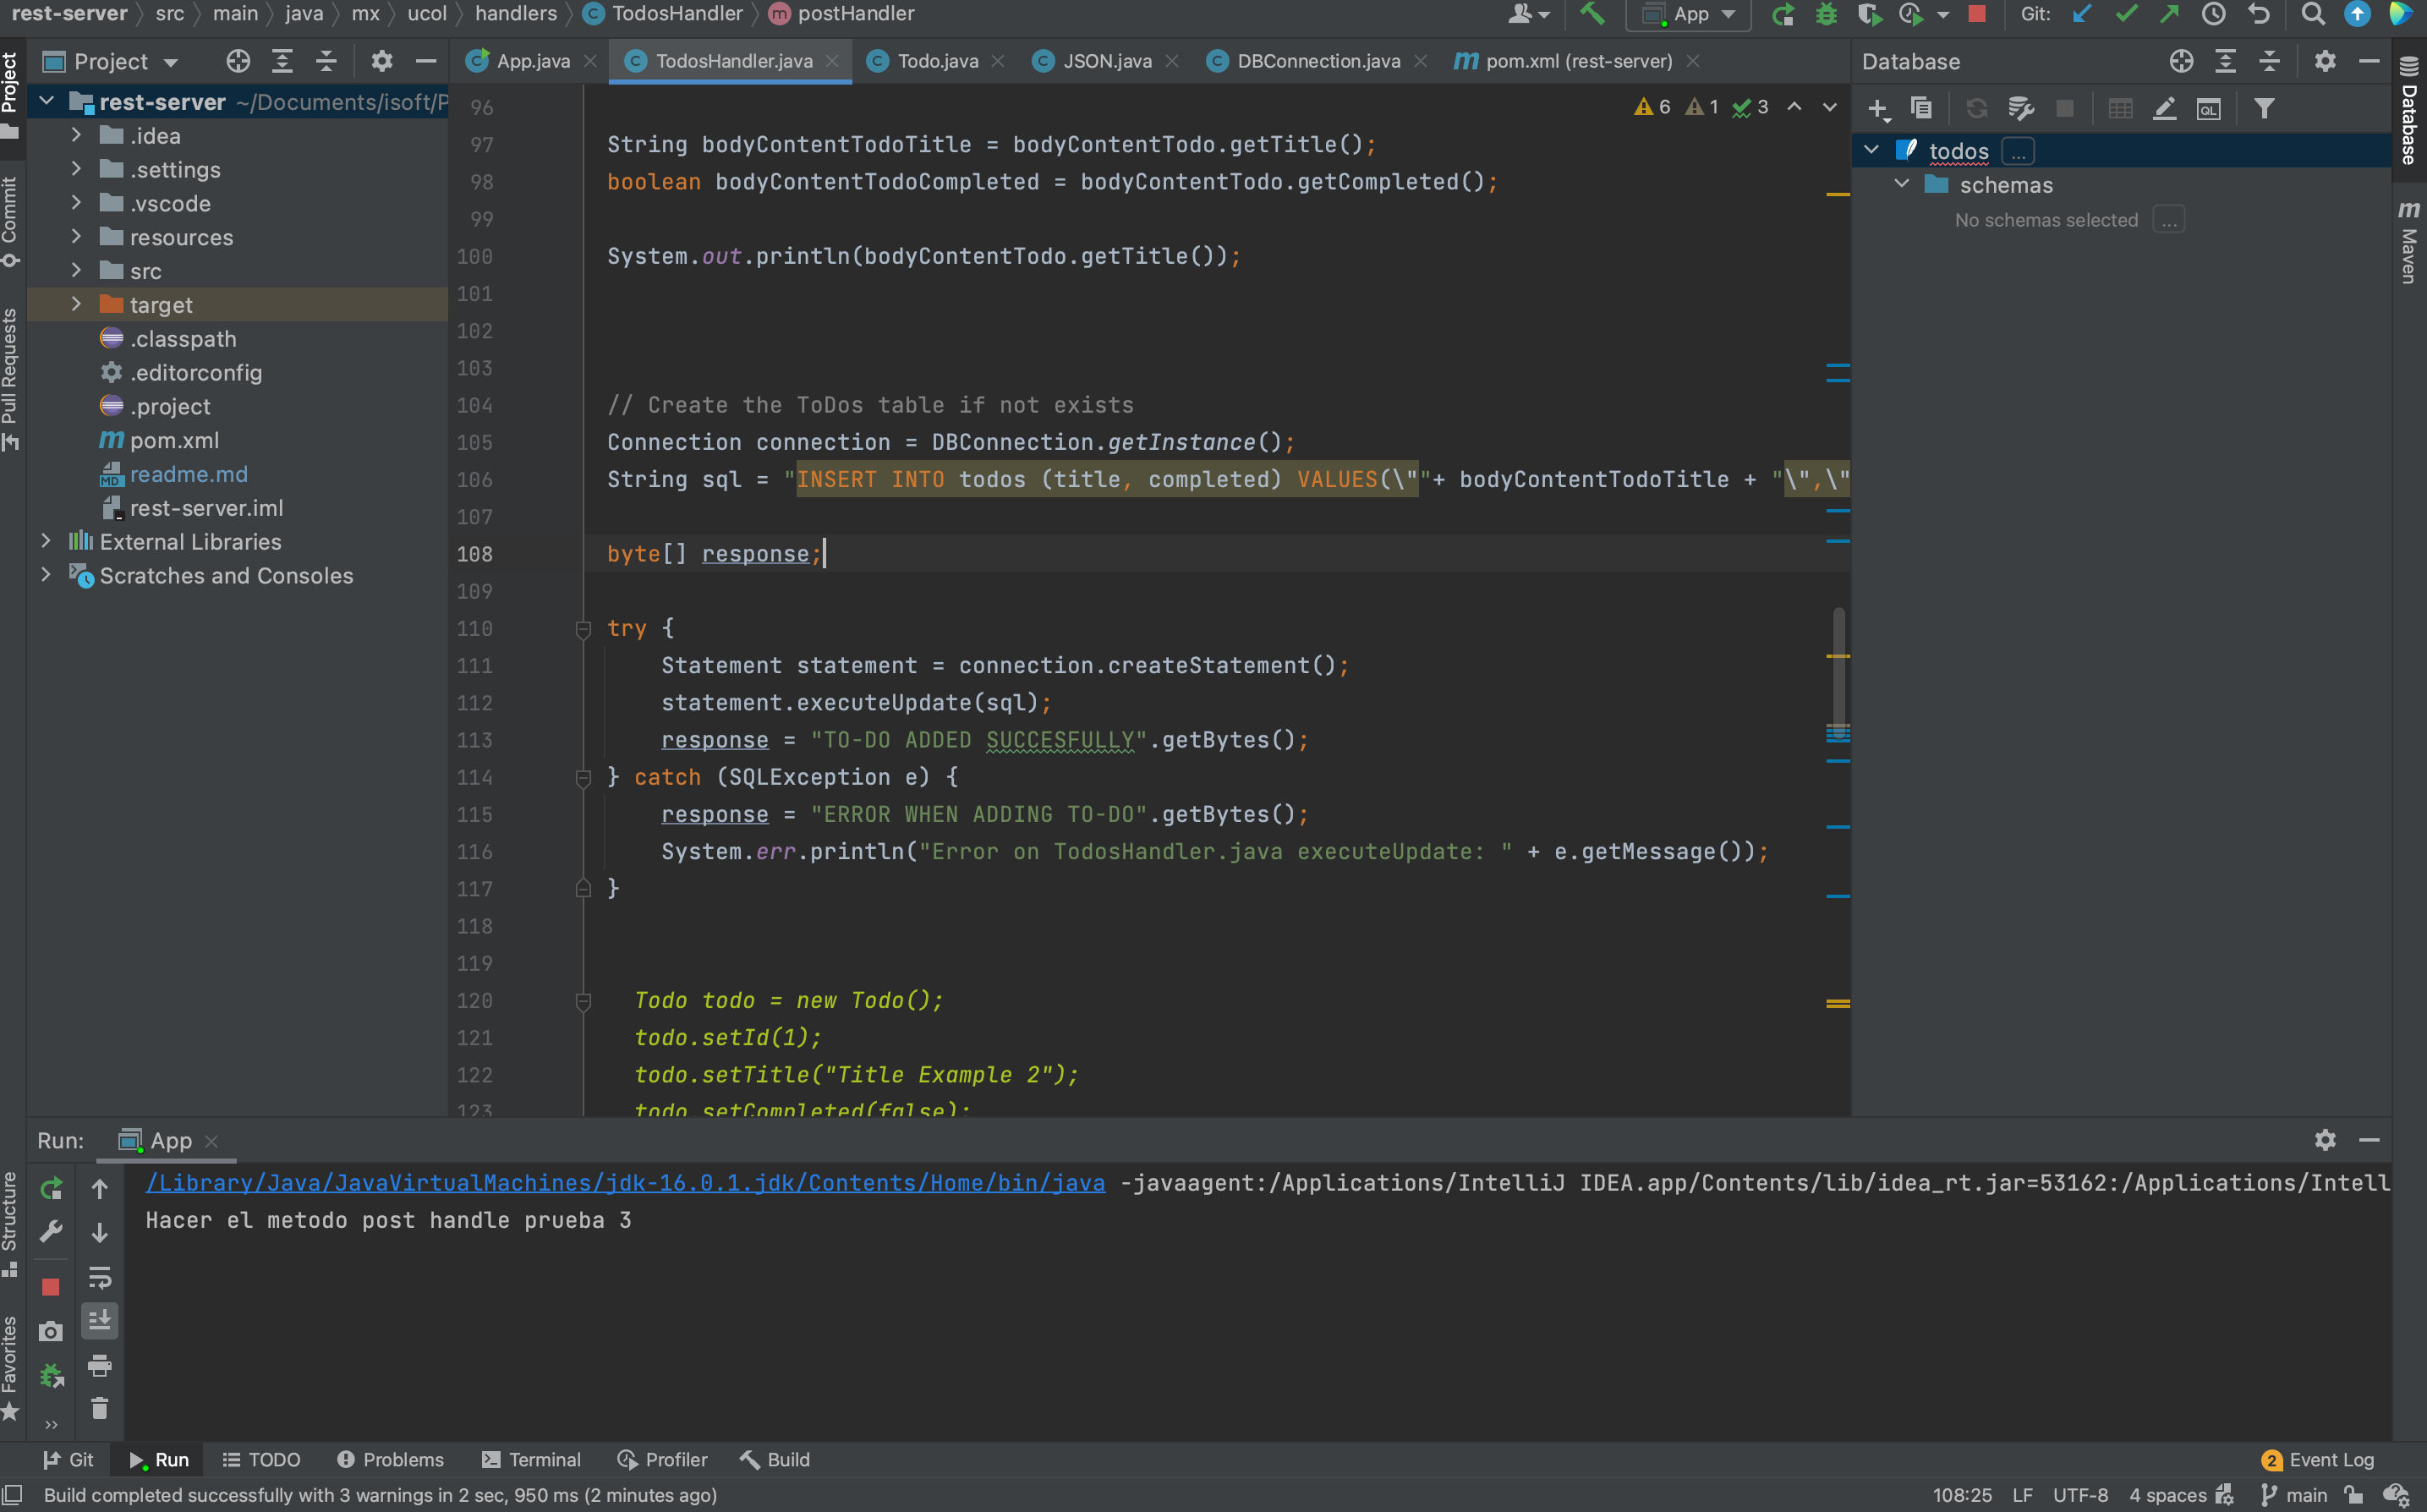 rest-server src main java mx ucol handlers TodosHandler postHandler App Git:
Project App.java TodosHandler.java Todo.java JSON.java DBConnection.java pom.xml (rest-server) Database
rest-server ~/Documents/isoft/P
.idea
.settings
.vscode
resources
src
target
.classpath
.editorconfig
.project
pom.xml
readme.md
rest-server.iml
External Libraries
Scratches and Consoles
Project
Commit
Pull Requests
Structure
Favorites
6 1 3
96
97 String bodyContentTodoTitle = bodyContentTodo.getTitle();
98 boolean bodyContentTodoCompleted = bodyContentTodo.getCompleted();
99
100 System.out.println(bodyContentTodo.getTitle());
101
102
103
104 // Create the ToDos table if not exists
105 Connection connection = DBConnection.getInstance();
106 String sql = "INSERT INTO todos (title, completed) VALUES(\""+ bodyContentTodoTitle + "\",\"
107
108 byte[] response;
109
110 try {
111 Statement statement = connection.createStatement();
112 statement.executeUpdate(sql);
113 response = "TO-DO ADDED SUCCESFULLY".getBytes();
114 } catch (SQLException e) {
115 response = "ERROR WHEN ADDING TO-DO".getBytes();
116 System.err.println("Error on TodosHandler.java executeUpdate: " + e.getMessage());
117 }
118
119
120 Todo todo = new Todo();
121 todo.setId(1);
122 todo.setTitle("Title Example 2");
123 todo.setCompleted(false);
QL
todos ...
schemas
No schemas selected ...
Database
Maven
Run: App
/Library/Java/JavaVirtualMachines/jdk-16.0.1.jdk/Contents/Home/bin/java -javaagent:/Applications/IntelliJ IDEA.app/Contents/lib/idea_rt.jar=53162:/Applications/Intell
Hacer el metodo post handle prueba 3
Git Run TODO Problems Terminal Profiler Build 2 Event Log
Build completed successfully with 3 warnings in 2 sec, 950 ms (2 minutes ago) 108:25 LF UTF-8 4 spaces main